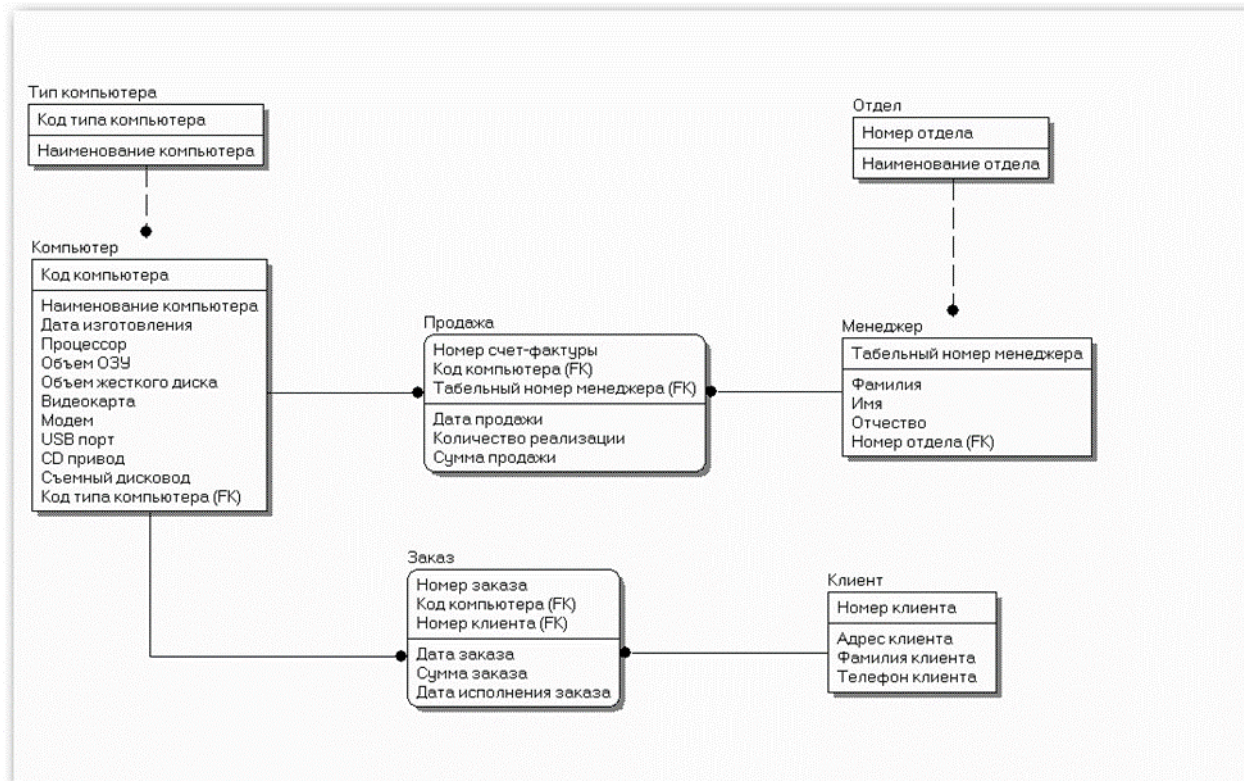 Тип компьютера
Код типа компьютера
Наименование компьютера
Отдел
Номер отдела
Наименование отдела
Компьютер
Код компьютера
Наименование компьютера
Дата изготовления
Процессор
Объем ОЗУ
Объем жесткого диска
Видеокарта
Модем
USB порт
CD привод
Съемный дисковод
Код типа компьютера (FK)
Продажа
Номер счет-фактуры
Код компьютера (FK)
Табельный номер менеджера (FK)
Дата продажи
Количество реализации
Сумма продажи
Менеджер
Табельный номер менеджера
Фамилия
Имя
Отчество
Номер отдела (FK)
Заказ
Номер заказа
Код компьютера (FK)
Номер клиента (FK)
Дата заказа
Сумма заказа
Дата исполнения заказа
Клиент
Номер клиента
Адрес клиента
Фамилия клиента
Телефон клиента